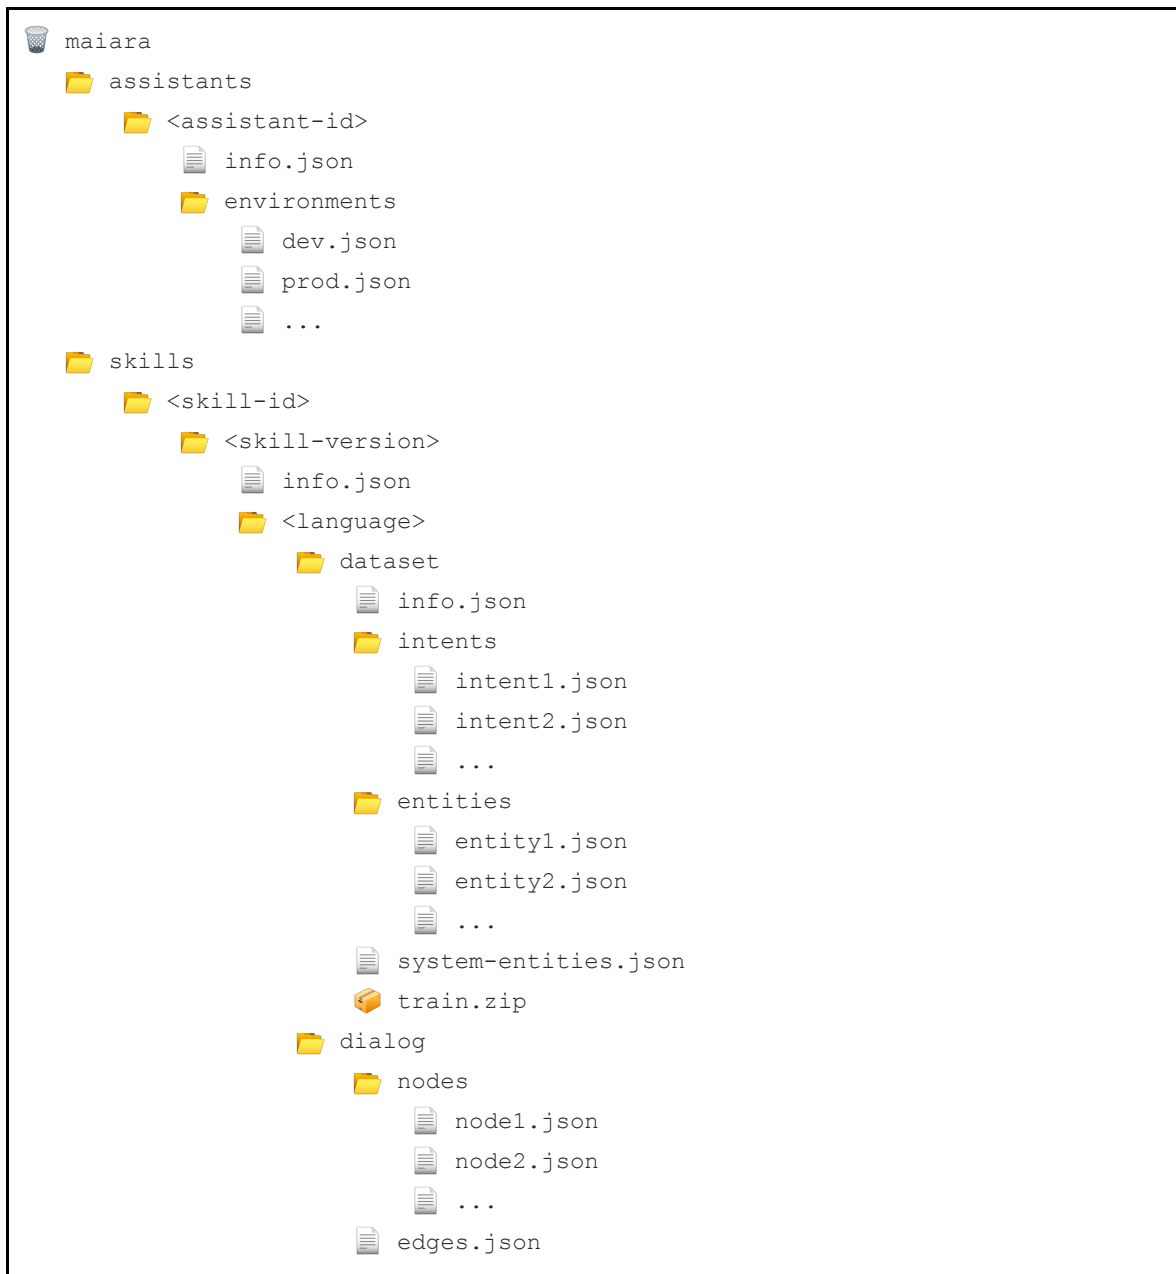 maiara
assistants
<assistant-id>
info.json
environments
dev.json
prod.json
...
skills
<skill-id>
<skill-version>
info.json
<language>
dataset
info.json
intents
intent1.json
intent2.json
...
entities
entity1.json
entity2.json
...
system-entities.json
train.zip
dialog
nodes
node1.json
node2.json
...
edges.json